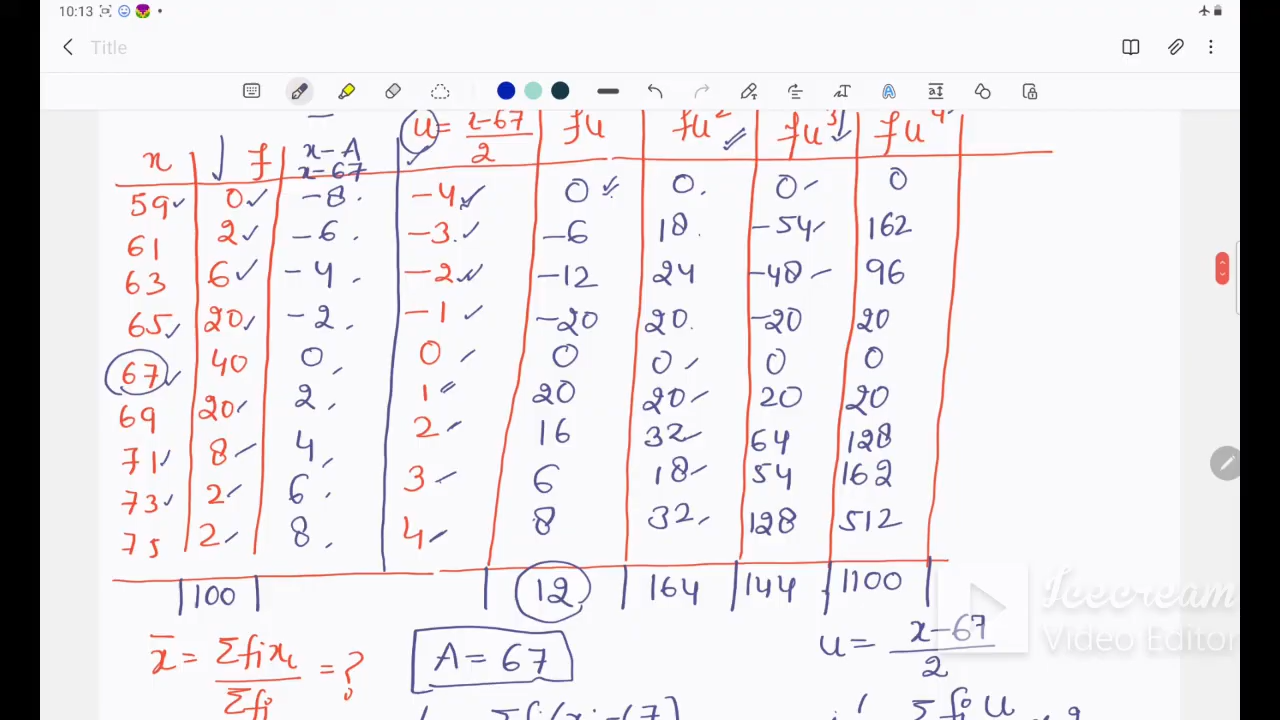 10:13
Title
x f x-A u = x-67/2 fu fu² fu³ fu⁴
x-67
59 0 -8 -4 0 0 0 0
61 2 -6 -3 -6 18 -54 162
63 6 -4 -2 -12 24 -48 96
65 20 -2 -1 -20 20 -20 20
67 40 0 0 0 0 0 0
69 20 2 1 20 20 20 20
71 8 4 2 16 32 64 128
73 2 6 3 6 18 54 162
75 2 8 4 8 32 128 512
100 12 164 144 1100
x̄ = Σfixi/Σfi = ? A = 67 u = x-67/2
Icecream
Video Editor